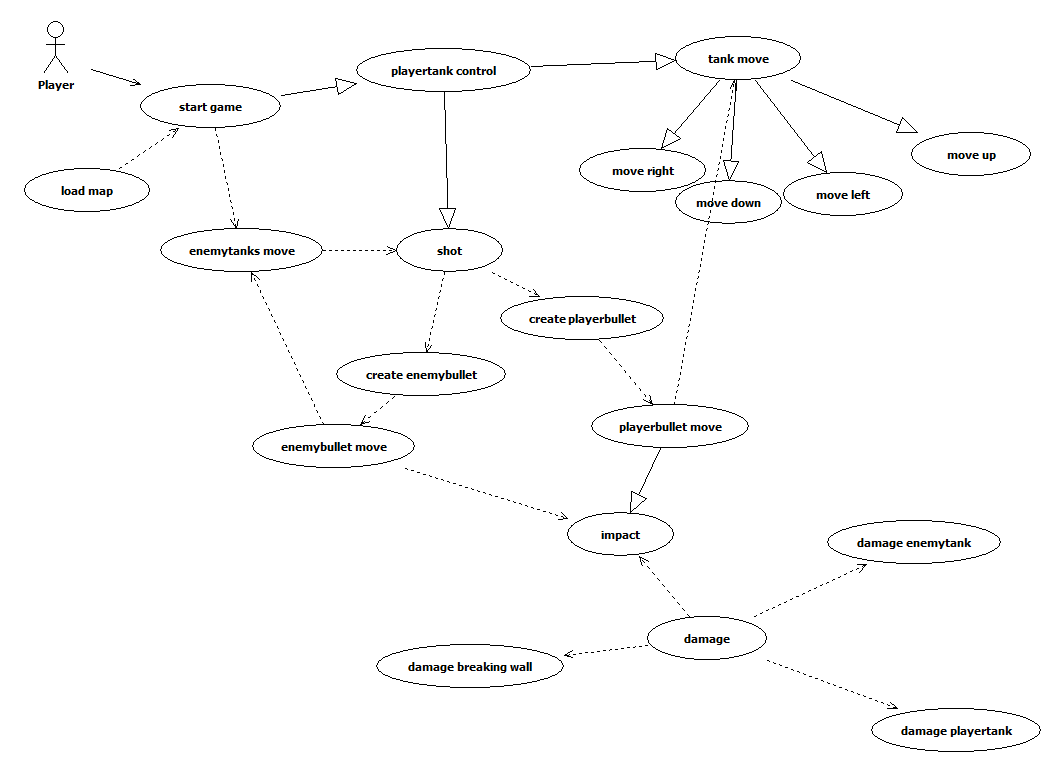 Player
start game
playertank control
tank move
load map
move right
move down
move left
move up
enemytanks move
shot
create playerbullet
create enemybullet
playerbullet move
enemybullet move
impact
damage enemytank
damage
damage breaking wall
damage playertank